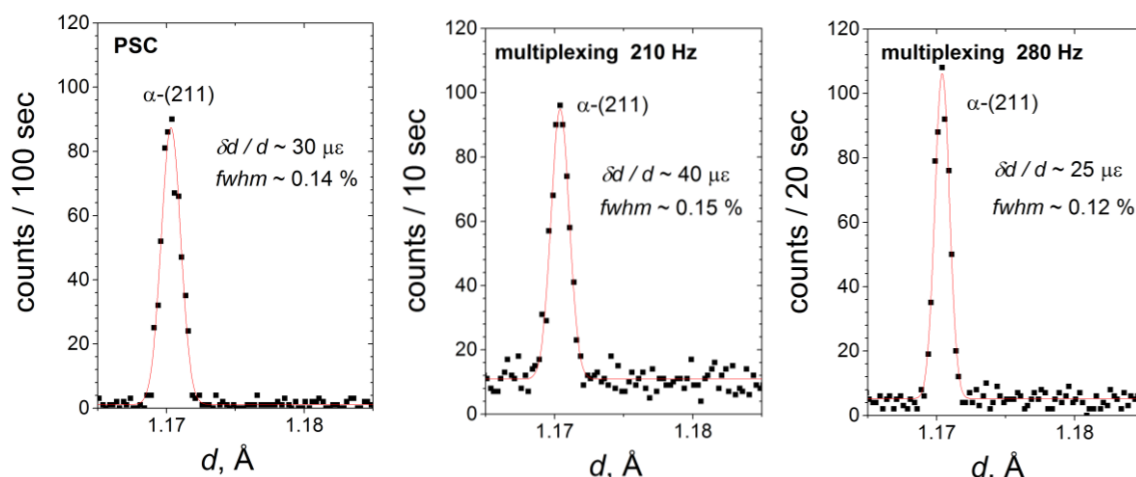 PSC
α-(211)
δd / d ~ 30 με
fwhm ~ 0.14 %
counts / 100 sec
120
100
80
60
40
20
0
1.17
1.18
d, Å
multiplexing 210 Hz
α-(211)
δd / d ~ 40 με
fwhm ~ 0.15 %
counts / 10 sec
120
100
80
60
40
20
0
1.17
1.18
d, Å
multiplexing 280 Hz
α-(211)
δd / d ~ 25 με
fwhm ~ 0.12 %
counts / 20 sec
120
100
80
60
40
20
0
1.17
1.18
d, Å